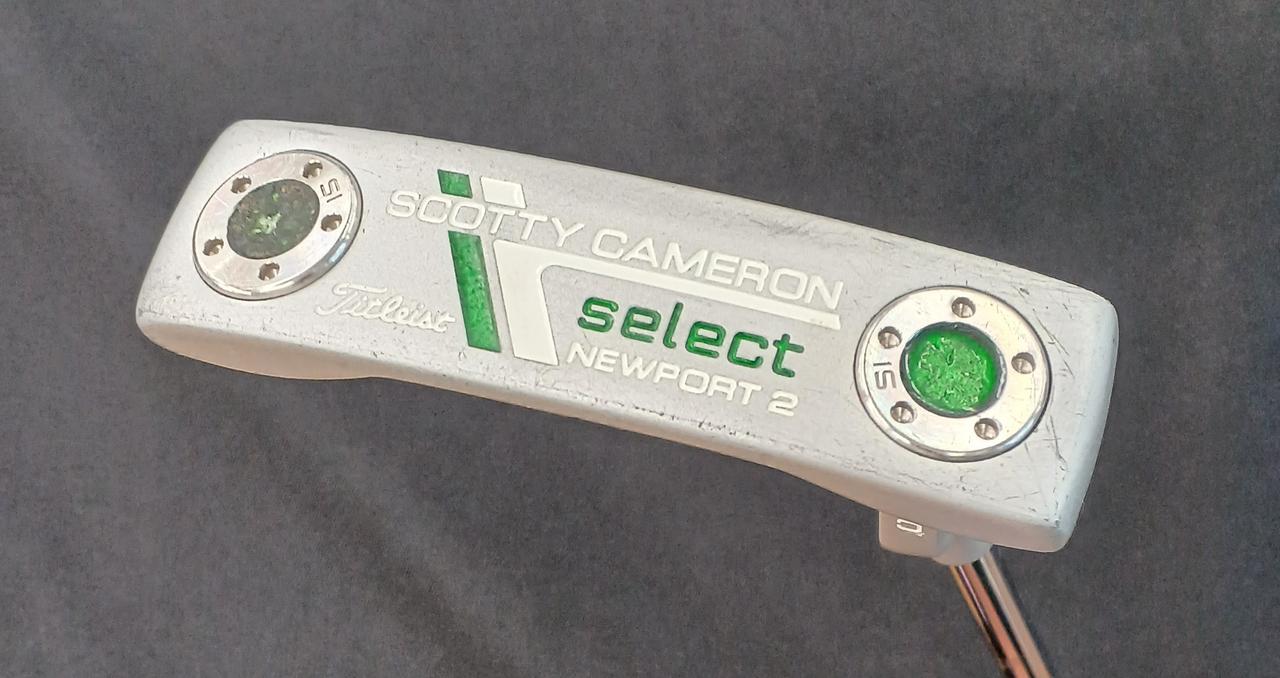 SCOTTY CAMERON
Titleist
select
NEWPORT 2
15
15